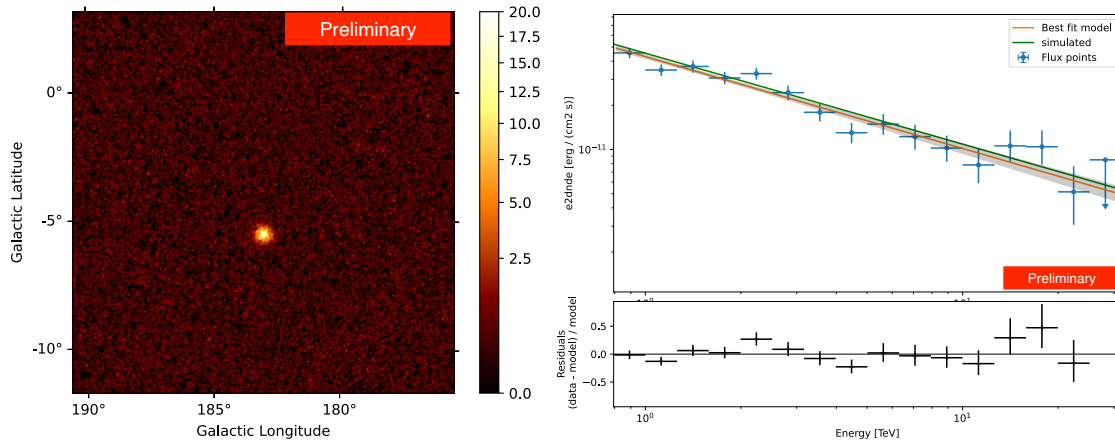 Preliminary
20.0
17.5
15.0
12.5
10.0
7.5
5.0
2.5
0.0
0°
-5°
-10°
Galactic Latitude
190°
185°
180°
Galactic Longitude
Best fit model
simulated
Flux points
e2dnde [erg / (cm2 s)]
10⁻¹¹
Preliminary
10⁰
10¹
Residuals
(data - model) / model
0.5
0.0
−0.5
10⁰
10¹
Energy [TeV]